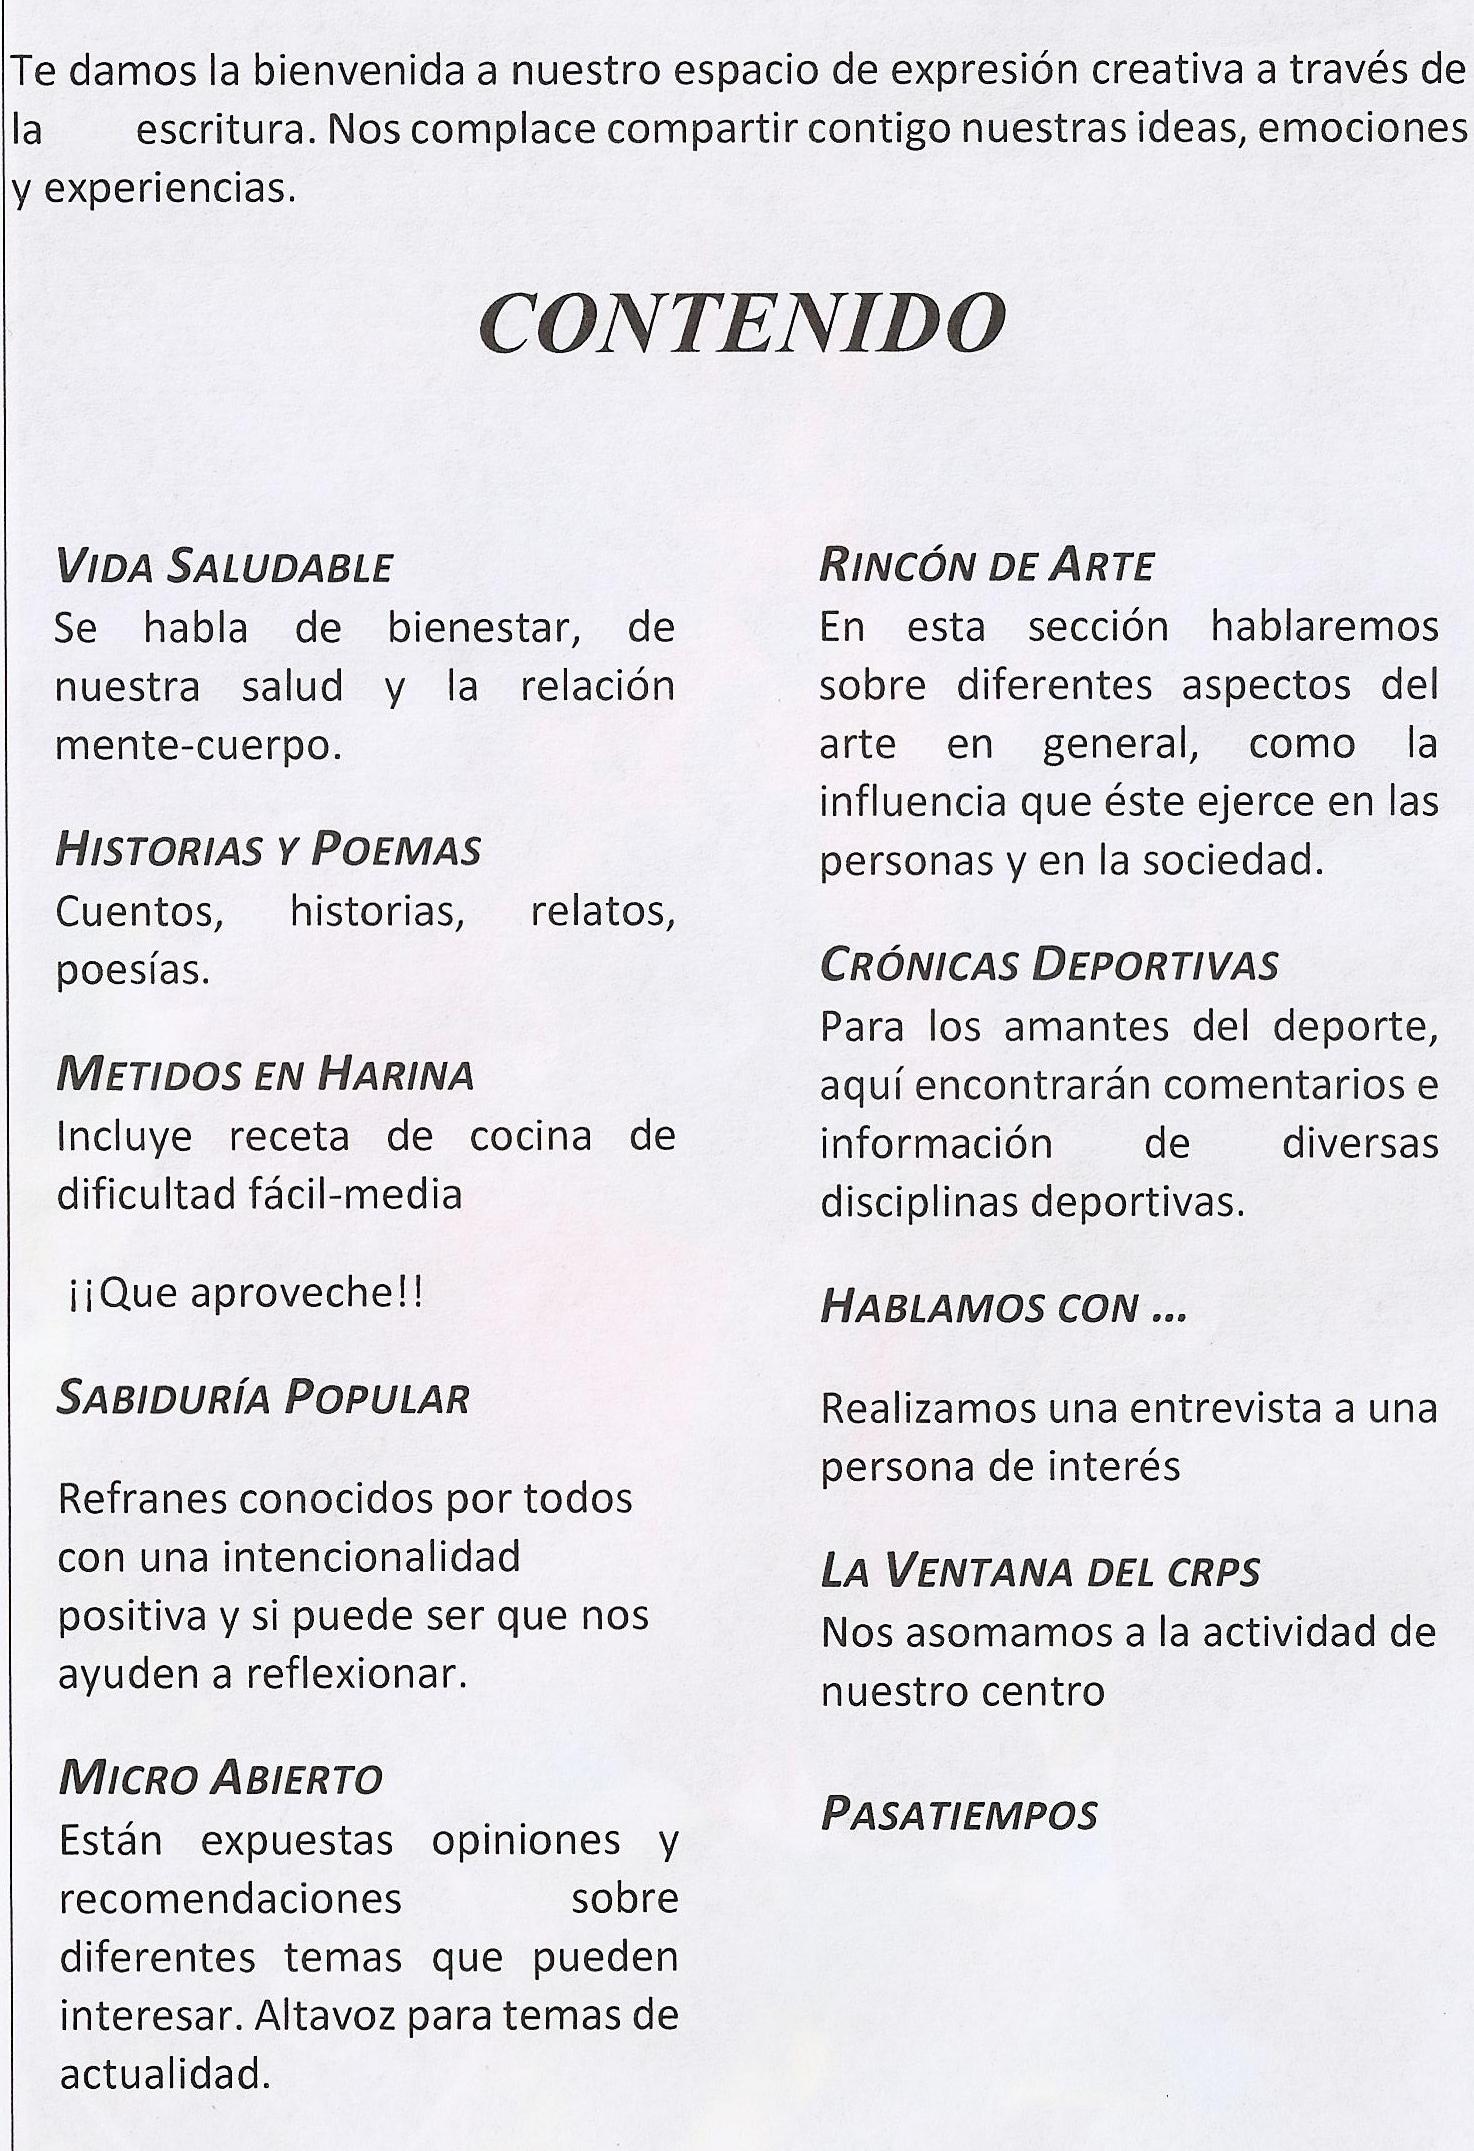 Te damos la bienvenida a nuestro espacio de expresión creativa a través de
la escritura. Nos complace compartir contigo nuestras ideas, emociones
y experiencias.
CONTENIDO
VIDA SALUDABLE
Se habla de bienestar, de
nuestra salud y la relación
mente-cuerpo.
HISTORIAS Y POEMAS
Cuentos, historias, relatos,
poesías.
METIDOS EN HARINA
Incluye receta de cocina de
dificultad fácil-media
¡¡Que aproveche!!
SABIDURÍA POPULAR
Refranes conocidos por todos
con una intencionalidad
positiva y si puede ser que nos
ayuden a reflexionar.
MICRO ABIERTO
Están expuestas opiniones y
recomendaciones sobre
diferentes temas que pueden
interesar. Altavoz para temas de
actualidad.
RINCÓN DE ARTE
En esta sección hablaremos
sobre diferentes aspectos del
arte en general, como la
influencia que éste ejerce en las
personas y en la sociedad.
CRÓNICAS DEPORTIVAS
Para los amantes del deporte,
aquí encontrarán comentarios e
información de diversas
disciplinas deportivas.
HABLAMOS CON ...
Realizamos una entrevista a una
persona de interés
LA VENTANA DEL CRPS
Nos asomamos a la actividad de
nuestro centro
PASATIEMPOS